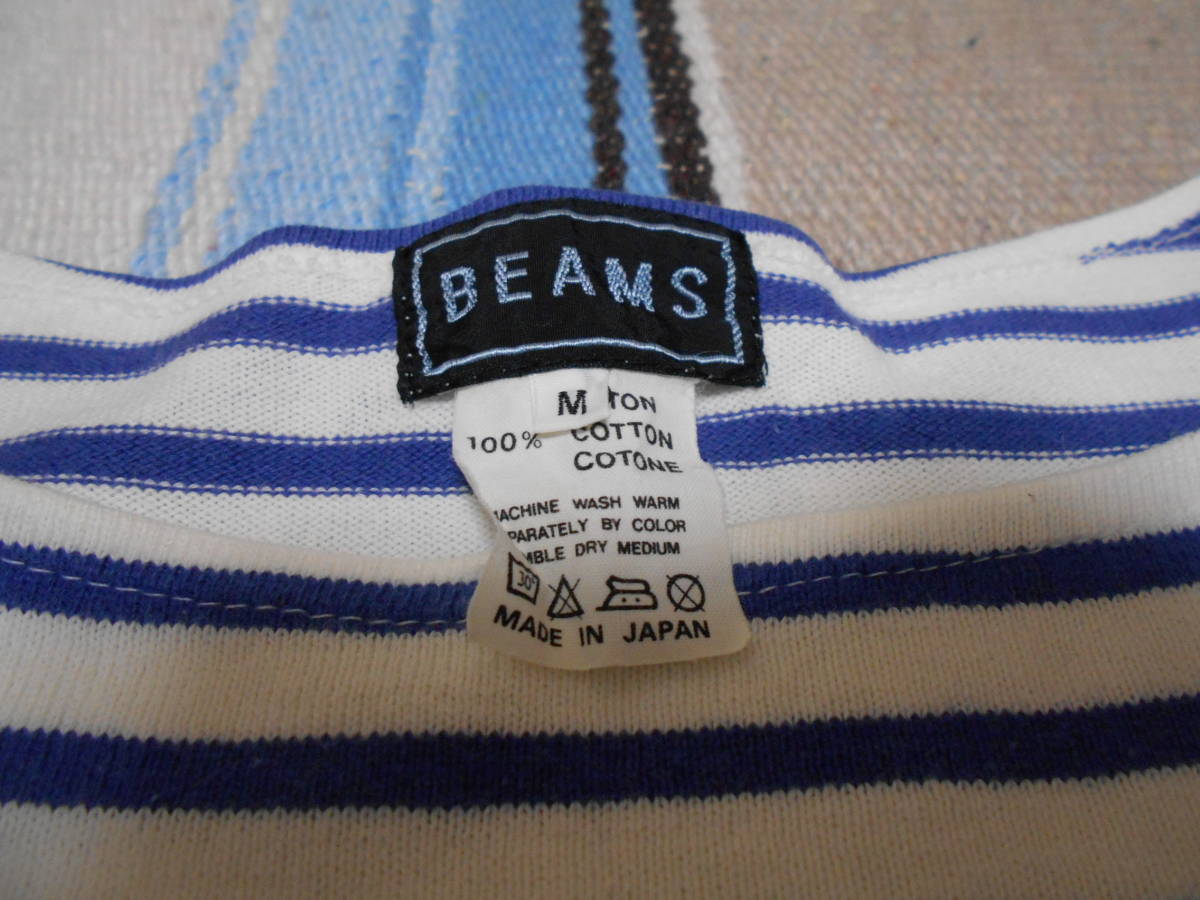 BEAMS
M TON
100% COTTON
COTONE
MACHINE WASH WARM
PARATELY BY COLOR
MBLE DRY MEDIUM
30°
MADE IN JAPAN